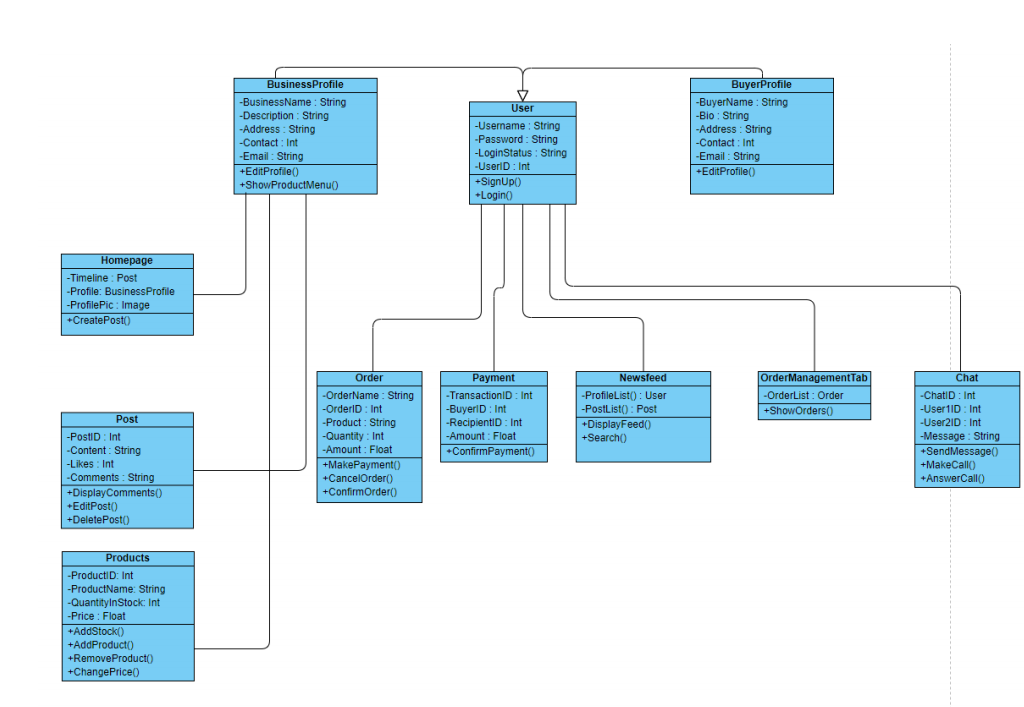 BusinessProfile
-BusinessName : String
-Description : String
-Address : String
-Contact : Int
-Email : String
+EditProfile()
+ShowProductMenu()
User
-Username : String
-Password : String
-LoginStatus : String
-UserID : Int
+SignUp()
+Login()
BuyerProfile
-BuyerName : String
-Bio : String
-Address : String
-Contact : Int
-Email : String
+EditProfile()
Homepage
-Timeline : Post
-Profile: BusinessProfile
-ProfilePic : Image
+CreatePost()
Order
-OrderName : String
-OrderID : Int
-Product : String
-Quantity : Int
-Amount : Float
+MakePayment()
+CancelOrder()
+ConfirmOrder()
Payment
-TransactionID : Int
-BuyerID : Int
-RecipientID : Int
-Amount : Float
+ConfirmPayment()
Newsfeed
-ProfileList() : User
-PostList() : Post
+DisplayFeed()
+Search()
OrderManagementTab
-OrderList : Order
+ShowOrders()
Chat
-ChatID : Int
-User1ID : Int
-User2ID : Int
-Message : String
+SendMessage()
+MakeCall()
+AnswerCall()
Post
-PostID : Int
-Content : String
-Likes : Int
-Comments : String
+DisplayComments()
+EditPost()
+DeletePost()
Products
-ProductID: Int
-ProductName: String
-QuantityInStock: Int
-Price : Float
+AddStock()
+AddProduct()
+RemoveProduct()
+ChangePrice()